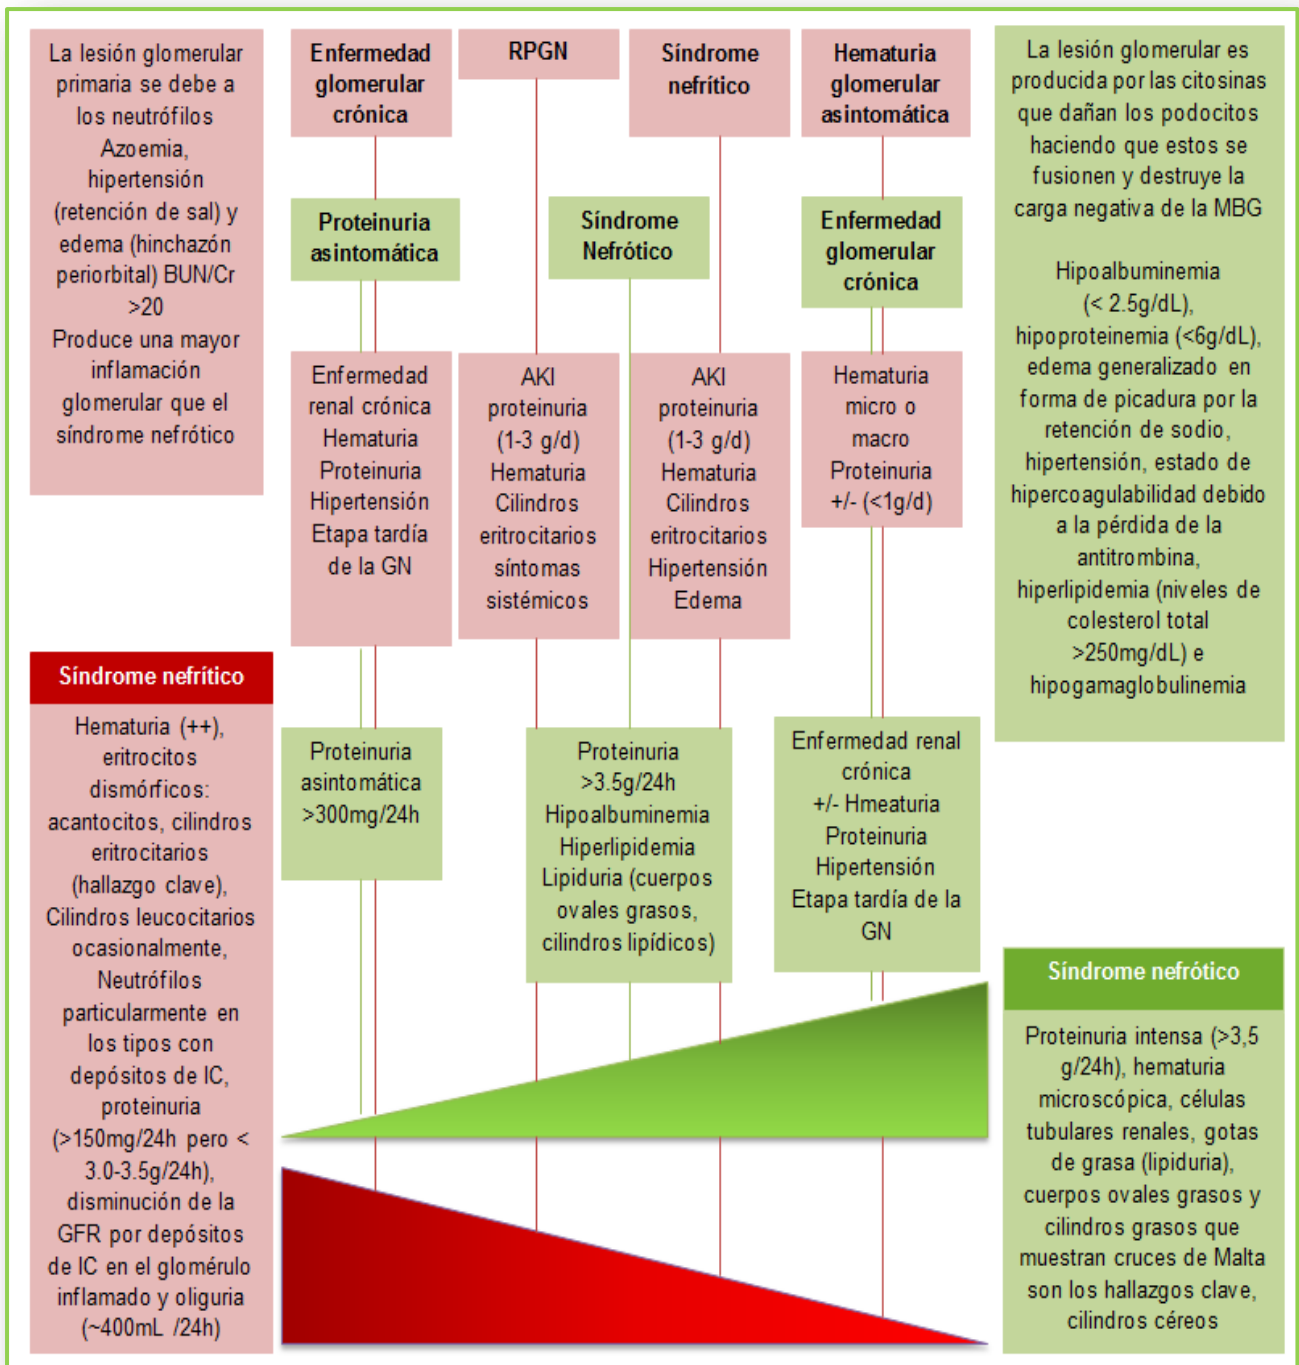 La lesión glomerular
primaria se debe a
los neutrófilos
Azoemia,
hipertensión
(retención de sal) y
edema (hinchazón
periorbital) BUN/Cr
>20
Produce una mayor
inflamación
glomerular que el
síndrome nefrótico
Enfermedad
glomerular
crónica
RPGN
Síndrome
nefrítico
Hematuria
glomerular
asintomática
La lesión glomerular es
producida por las citosinas
que dañan los podocitos
haciendo que estos se
fusionen y destruye la
carga negativa de la MBG
Hipoalbuminemia
(< 2.5g/dL),
hipoproteinemia (<6g/dL),
edema generalizado en
forma de picadura por la
retención de sodio,
hipertensión, estado de
hipercoagulabilidad debido
a la pérdida de la
antitrombina,
hiperlipidemia (niveles de
colesterol total
>250mg/dL) e
hipogamaglobulinemia
Proteinuria
asintomática
Síndrome
Nefrótico
Enfermedad
glomerular
crónica
Enfermedad
renal crónica
Hematuria
Proteinuria
Hipertensión
Etapa tardía
de la GN
AKI
proteinuria
(1-3 g/d)
Hematuria
Cilindros
eritrocitarios
síntomas
sistémicos
AKI
proteinuria
(1-3 g/d)
Hematuria
Cilindros
eritrocitarios
Hipertensión
Edema
Hematuria
micro o
macro
Proteinuria
+/- (<1g/d)
Síndrome nefrítico
Hematuria (++),
eritrocitos
dismórficos:
acantocitos, cilindros
eritrocitarios
(hallazgo clave),
Cilindros leucocitarios
ocasionalmente,
Neutrófilos
particularmente en
los tipos con
depósitos de IC,
proteinuria
(>150mg/24h pero <
3.0-3.5g/24h),
disminución de la
GFR por depósitos
de IC en el glomérulo
inflamado y oliguria
(~400mL /24h)
Proteinuria
asintomática
>300mg/24h
Proteinuria
>3.5g/24h
Hipoalbuminemia
Hiperlipidemia
Lipiduria (cuerpos
ovales grasos,
cilindros lipídicos)
Enfermedad renal
crónica
+/- Hmeaturia
Proteinuria
Hipertensión
Etapa tardía de la
GN
Síndrome nefrótico
Proteinuria intensa (>3,5
g/24h), hematuria
microscópica, células
tubulares renales, gotas
de grasa (lipiduria),
cuerpos ovales grasos y
cilindros grasos que
muestran cruces de Malta
son los hallazgos clave,
cilindros céreos